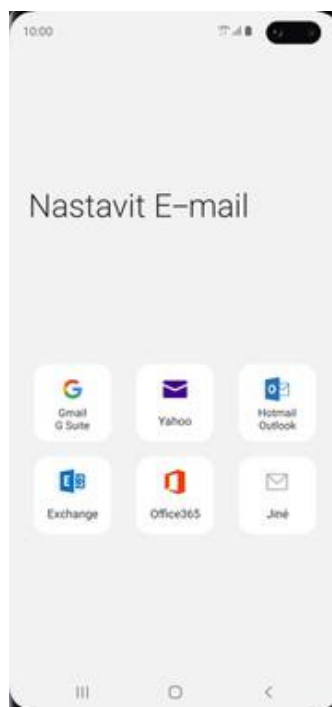 10:00
Nastavit E-mail
Gmail
G Suite
Yahoo
Hotmail
Outlook
Exchange
Office365
Jiné